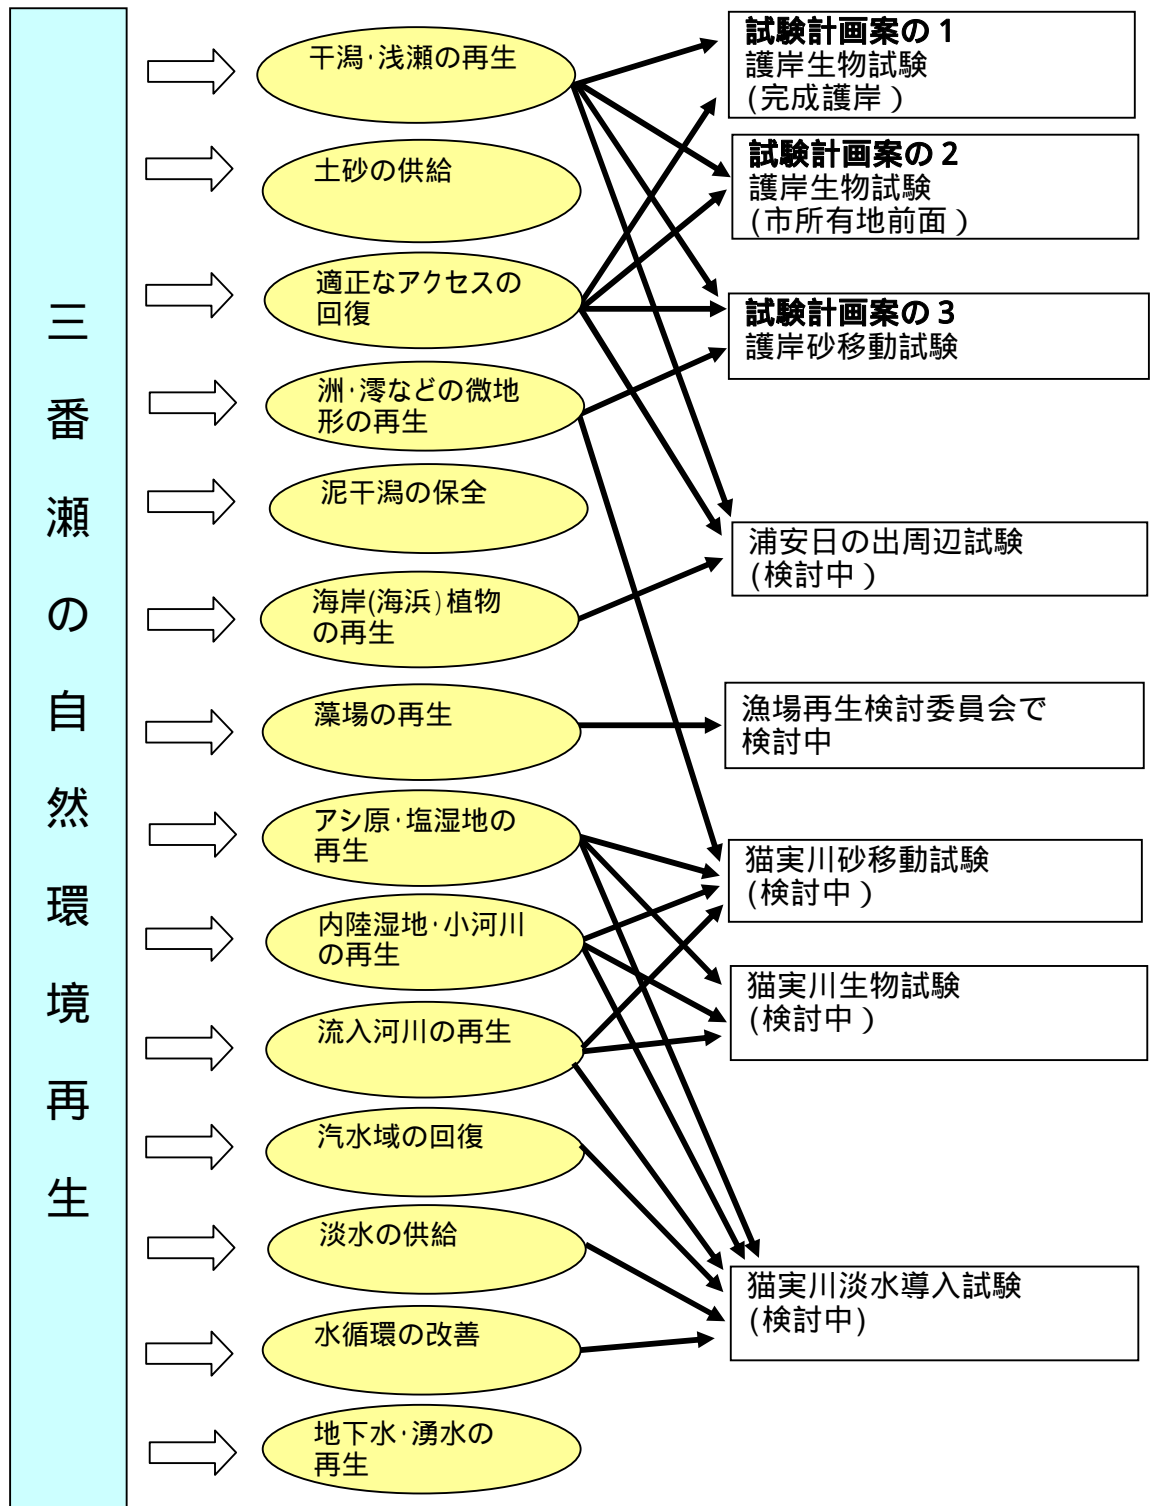 三番瀬の自然環境再生
干潟・浅瀬の再生
土砂の供給
適正なアクセスの
回復
洲・澪などの微地
形の再生
泥干潟の保全
海岸(海浜)植物
の再生
藻場の再生
アシ原・塩湿地の
再生
内陸湿地・小河川
の再生
流入河川の再生
汽水域の回復
淡水の供給
水循環の改善
地下水・湧水の
再生
試験計画案の1
護岸生物試験
(完成護岸)
試験計画案の2
護岸生物試験
(市所有地前面)
試験計画案の3
護岸砂移動試験
浦安日の出周辺試験
(検討中)
漁場再生検討委員会で
検討中
猫実川砂移動試験
(検討中)
猫実川生物試験
(検討中)
猫実川淡水導入試験
(検討中)